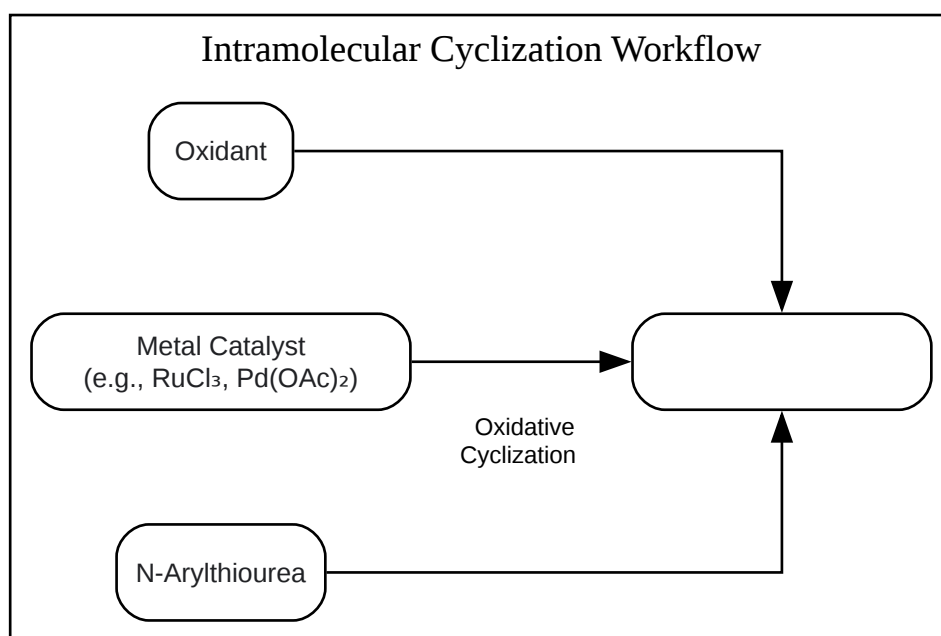 Intramolecular Cyclization Workflow
Oxidant
Metal Catalyst
(e.g., RuCl₃, Pd(OAc)₂)
Oxidative
Cyclization
N-Arylthiourea